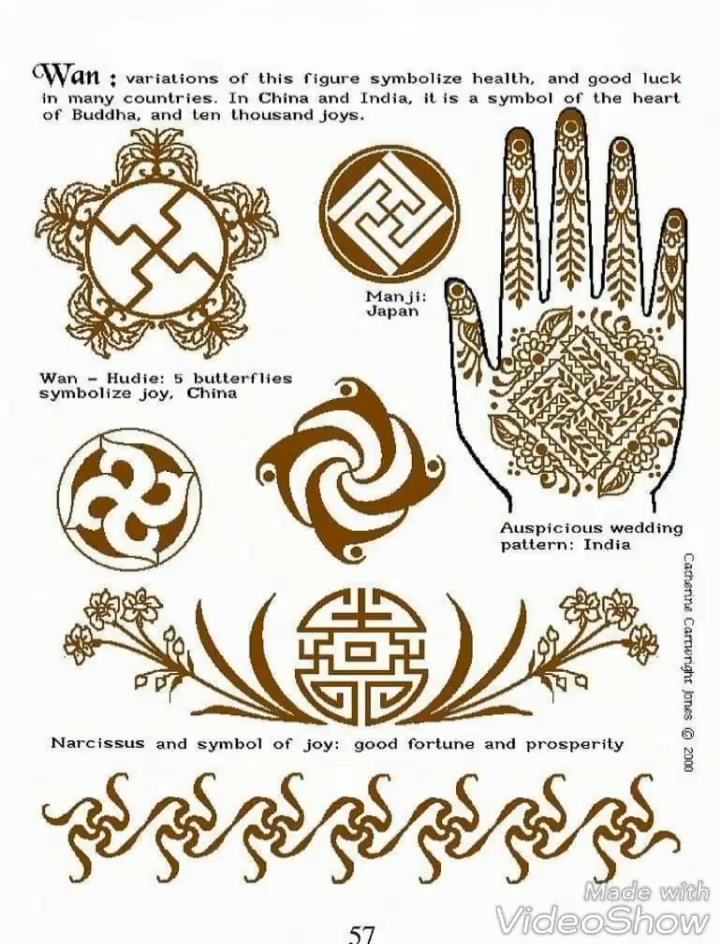 Wan : variations of this figure symbolize health, and good luck
in many countries. In China and India, it is a symbol of the heart
of Buddha, and ten thousand joys.
Manji:
Japan
Wan - Hudie: 5 butterflies
symbolize joy, China
Auspicious wedding
pattern: India
Catherine Cartwright Jones © 2000
Narcissus and symbol of joy: good fortune and prosperity
Made with
VideoShow
57